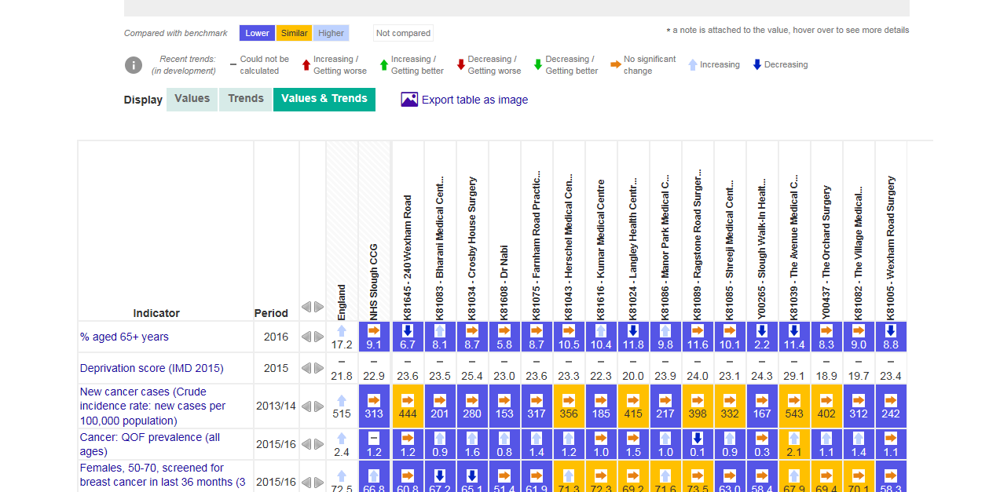 Compared with benchmark Lower Similar Higher Not compared * a note is attached to the value, hover over to see more details
Recent trends: (in development) – Could not be calculated Increasing / Getting worse Increasing / Getting better Decreasing / Getting worse Decreasing / Getting better No significant change Increasing Decreasing
Display Values Trends Values & Trends Export table as image
Indicator Period England NHS Slough CCG K81645 - 240 Wexham Road K81083 - Bharani Medical Cent... K81034 - Crosby House Surgery K81608 - Dr Nabi K81075 - Farnham Road Practic... K81043 - Herschel Medical Cen... K81616 - Kumar Medical Centre K81024 - Langley Health Centr... K81086 - Manor Park Medical C... K81089 - Ragstone Road Surger... K81085 - Shreeji Medical Cent... Y00265 - Slough Walk-In Healt... K81039 - The Avenue Medical C... Y00437 - The Orchard Surgery K81082 - The Village Medical... K81005 - Wexham Road Surgery
% aged 65+ years 2016 17.2 9.1 6.7 8.1 8.7 5.8 8.7 10.5 10.4 11.8 9.8 11.6 10.1 2.2 11.4 8.3 9.0 8.8
Deprivation score (IMD 2015) 2015 21.8 22.9 23.6 23.5 25.4 23.0 23.6 23.3 22.3 20.0 23.9 24.0 23.1 24.3 29.1 18.9 19.7 23.4
New cancer cases (Crude
incidence rate: new cases per 2013/14 515 313 444 201 280 153 317 356 185 415 217 398 332 167 543 402 312 242
100,000 population)
Cancer: QOF prevalence (all
ages) 2015/16 2.4 1.2 1.2 0.9 1.6 0.8 1.4 1.2 1.0 1.5 1.0 0.1 0.9 0.3 2.1 1.1 1.4 1.1
Females, 50-70, screened for
breast cancer in last 36 months (3 2015/16 72.5 66.8 60.8 67.2 65.1 51.4 61.9 71.3 72.3 69.2 71.6 73.5 63.0 58.4 67.9 69.4 70.1 58.3